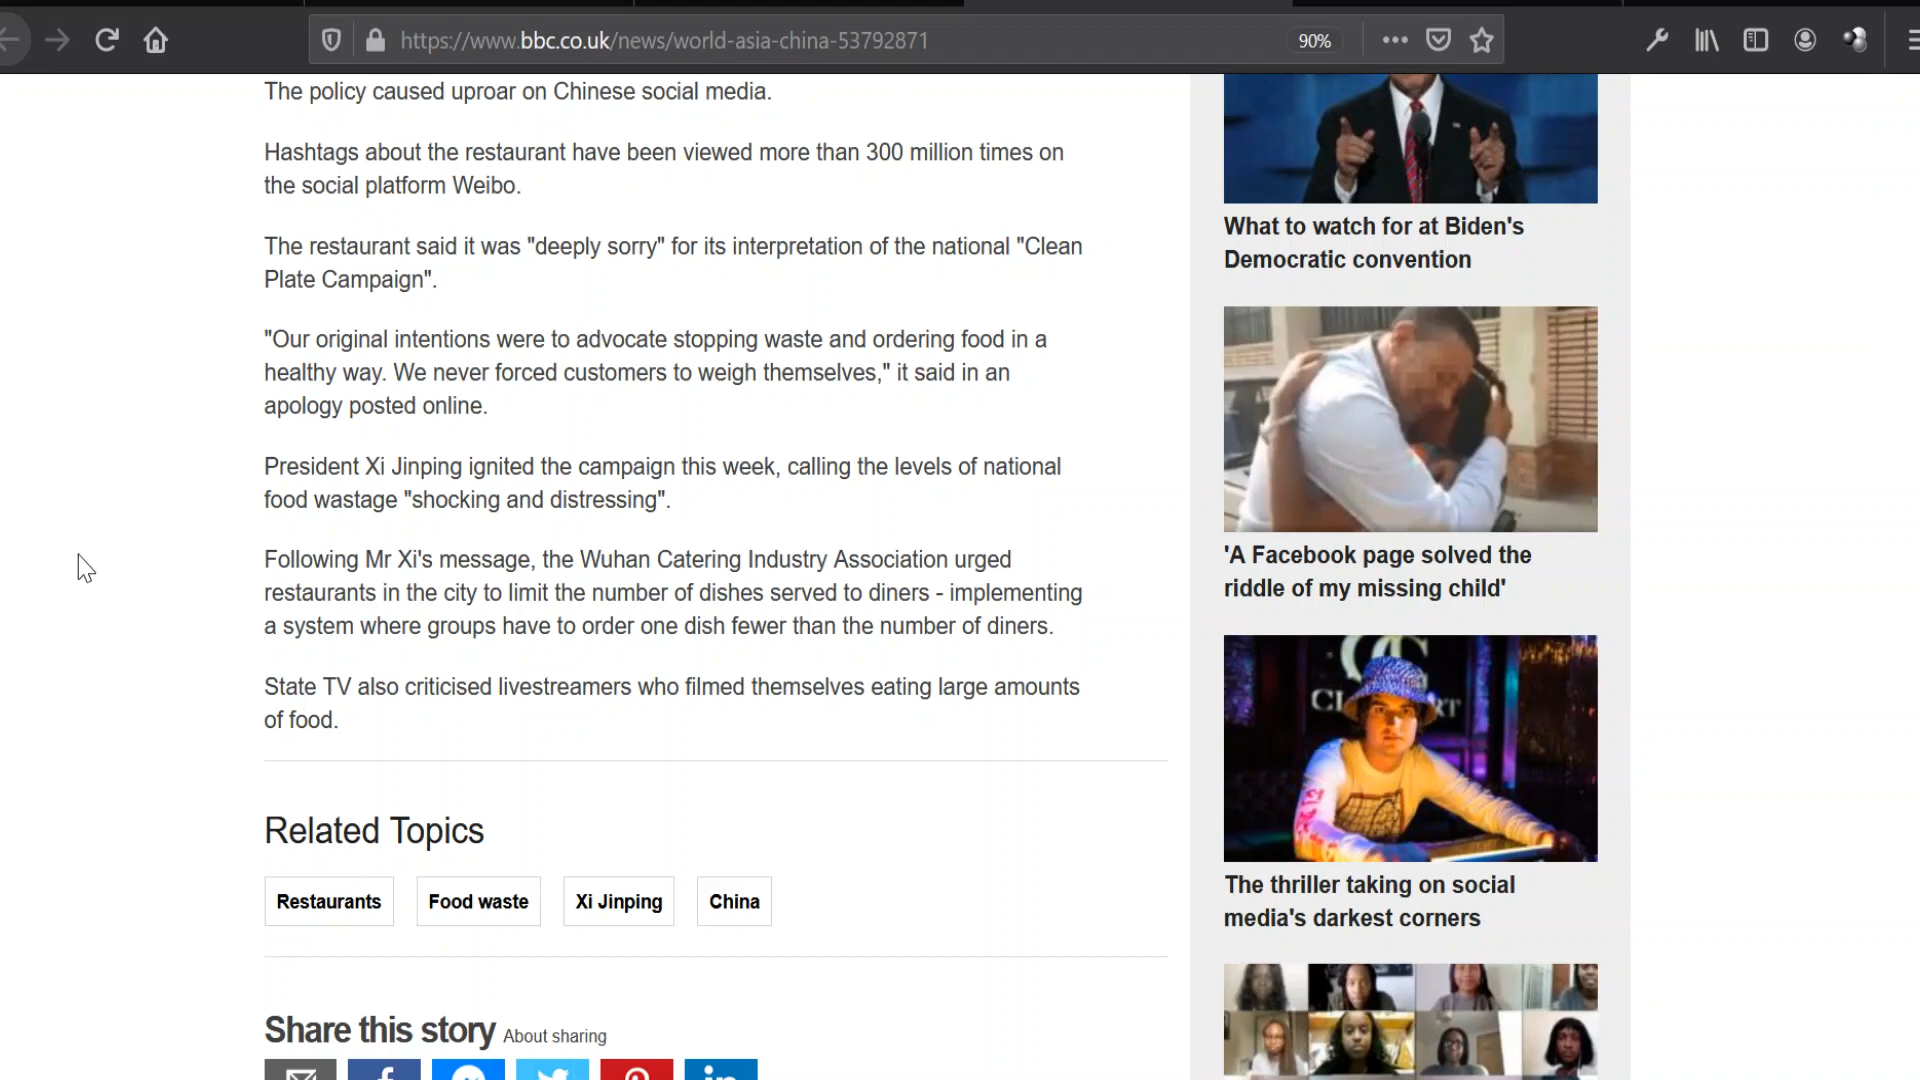 https://www.bbc.co.uk/news/world-asia-china-53792871
90%
The policy caused uproar on Chinese social media.
Hashtags about the restaurant have been viewed more than 300 million times on
the social platform Weibo.
The restaurant said it was "deeply sorry" for its interpretation of the national "Clean
Plate Campaign".
"Our original intentions were to advocate stopping waste and ordering food in a
healthy way. We never forced customers to weigh themselves," it said in an
apology posted online.
President Xi Jinping ignited the campaign this week, calling the levels of national
food wastage "shocking and distressing".
Following Mr Xi's message, the Wuhan Catering Industry Association urged
restaurants in the city to limit the number of dishes served to diners - implementing
a system where groups have to order one dish fewer than the number of diners.
State TV also criticised livestreamers who filmed themselves eating large amounts
of food.
Related Topics
Restaurants
Food waste
Xi Jinping
China
Share this story About sharing
What to watch for at Biden's
Democratic convention
'A Facebook page solved the
riddle of my missing child'
The thriller taking on social
media's darkest corners